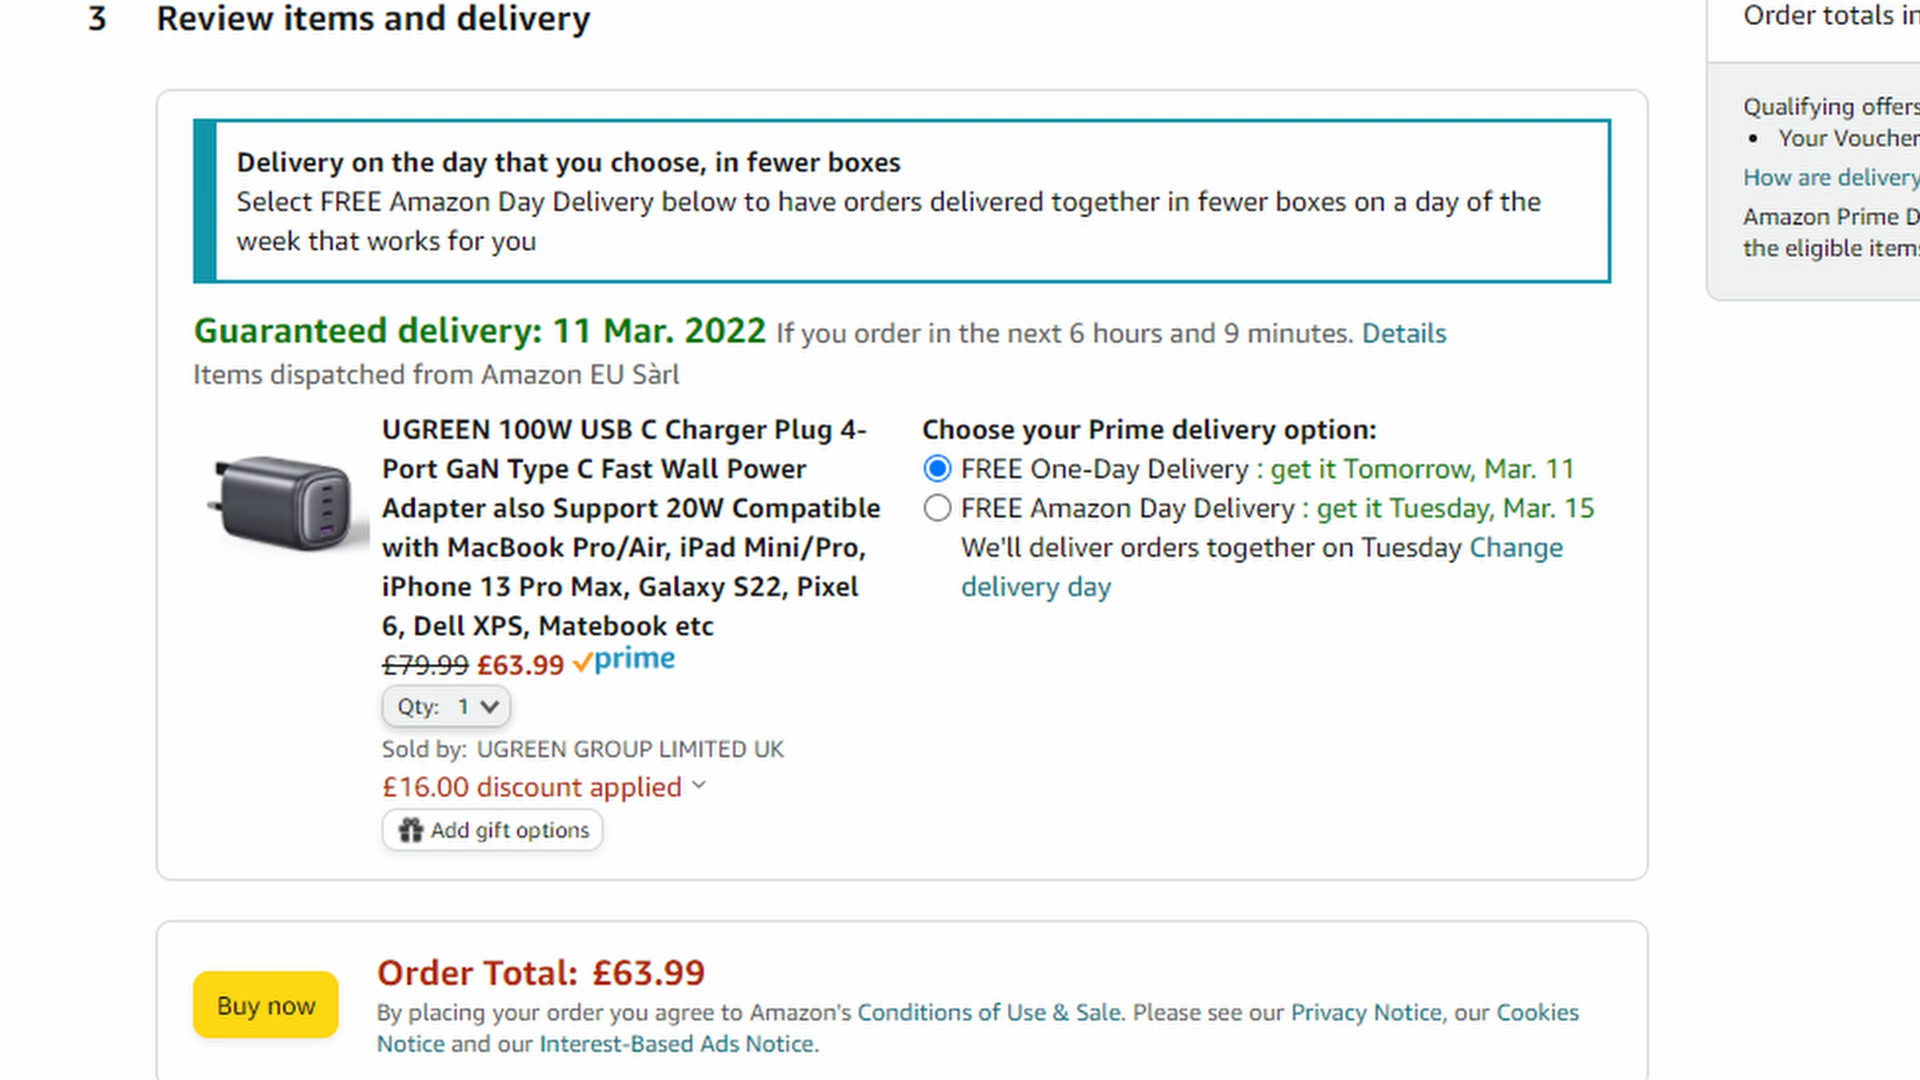 3 Review items and delivery
Delivery on the day that you choose, in fewer boxes
Select FREE Amazon Day Delivery below to have orders delivered together in fewer boxes on a day of the
week that works for you
Guaranteed delivery: 11 Mar. 2022 If you order in the next 6 hours and 9 minutes. Details
Items dispatched from Amazon EU Sàrl
UGREEN 100W USB C Charger Plug 4-
Port GaN Type C Fast Wall Power
Adapter also Support 20W Compatible
with MacBook Pro/Air, iPad Mini/Pro,
iPhone 13 Pro Max, Galaxy S22, Pixel
6, Dell XPS, Matebook etc
£79.99 £63.99 prime
Qty: 1
Sold by: UGREEN GROUP LIMITED UK
£16.00 discount applied
Add gift options
Choose your Prime delivery option:
FREE One-Day Delivery : get it Tomorrow, Mar. 11
FREE Amazon Day Delivery : get it Tuesday, Mar. 15
We'll deliver orders together on Tuesday Change
delivery day
Buy now
Order Total: £63.99
By placing your order you agree to Amazon's Conditions of Use & Sale. Please see our Privacy Notice, our Cookies
Notice and our Interest-Based Ads Notice.
Order totals in
Qualifying offers
• Your Voucher
How are delivery
Amazon Prime D
the eligible items